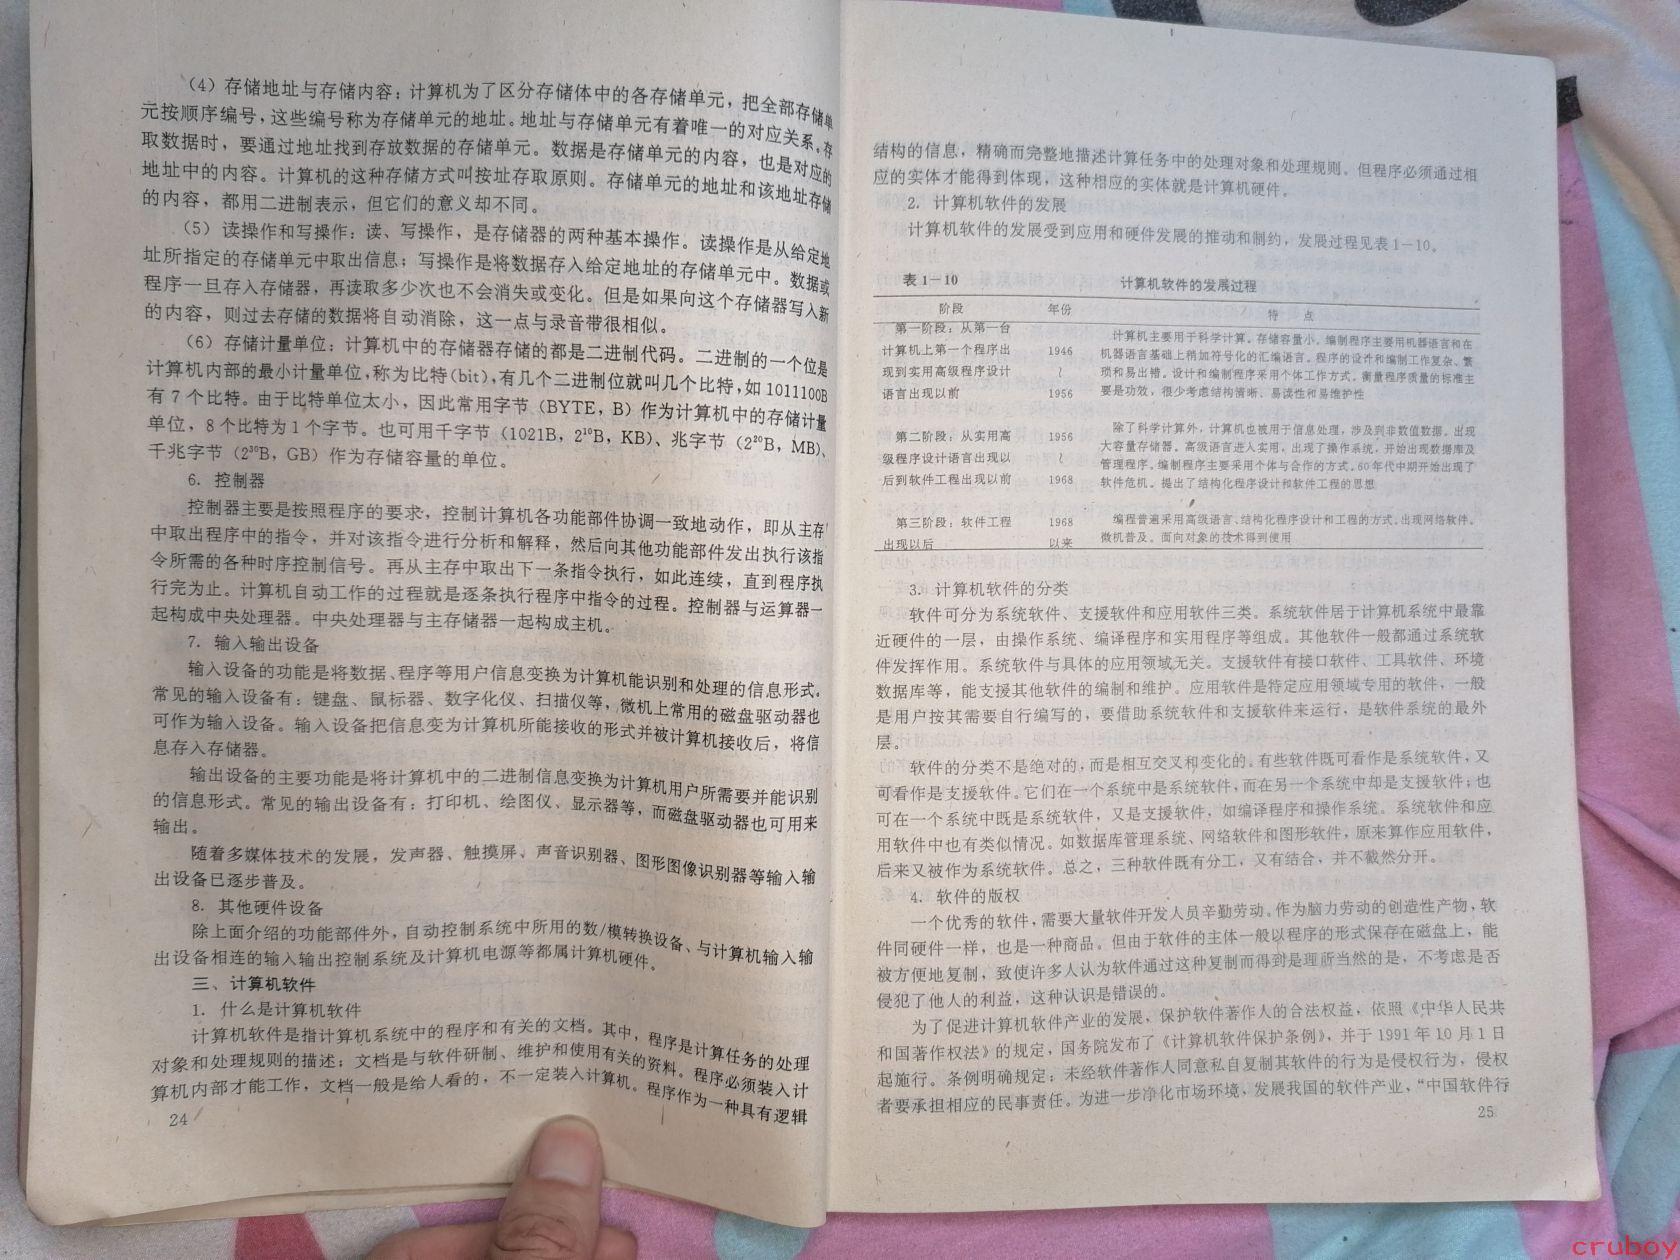 (4) 存储地址与存储内容：计算机为了区分存储体中的各存储单元，把全部存储单
元按顺序编号，这些编号称为存储单元的地址。地址与存储单元有着唯一的对应关系，存
取数据时，要通过地址找到存放数据的存储单元。数据是存储单元的内容，也是对应的
地址中的内容。计算机的这种存储方式叫按址存取原则。存储单元的地址和该地址存储
的内容，都用二进制表示，但它们的意义却不同。
(5) 读操作和写操作：读、写操作，是存储器的两种基本操作。读操作是从给定地
址所指定的存储单元中取出信息；写操作是将数据存入给定地址的存储单元中。数据或
程序一旦存入存储器，再读取多少次也不会消失或变化。但是如果向这个存储器写入新
的内容，则过去存储的数据将自动消除，这一点与录音带很相似。
(6) 存储计量单位：计算机中的存储器存储的都是二进制代码。二进制的一个位是
计算机内部的最小计量单位，称为比特(bit)，有几个二进制位就叫几个比特，如 1011100B
有 7 个比特。由于比特单位太小，因此常用字节 (BYTE，B) 作为计算机中的存储计量
单位，8 个比特为 1 个字节。也可用千字节 (1021B，2¹⁰B，KB)、兆字节 (2²⁰B，MB)、
千兆字节 (2³⁰B，GB) 作为存储容量的单位。
6. 控制器
控制器主要是按照程序的要求，控制计算机各功能部件协调一致地动作，即从主存
中取出程序中的指令，并对该指令进行分析和解释，然后向其他功能部件发出执行该指
令所需的各种时序控制信号。再从主存中取出下一条指令执行，如此连续，直到程序执
行完为止。计算机自动工作的过程就是逐条执行程序中指令的过程。控制器与运算器一
起构成中央处理器。中央处理器与主存储器一起构成主机。
7. 输入输出设备
输入设备的功能是将数据、程序等用户信息变换为计算机能识别和处理的信息形式。
常见的输入设备有：键盘、鼠标器、数字化仪、扫描仪等，微机上常用的磁盘驱动器也
可作为输入设备。输入设备把信息变为计算机所能接收的形式并被计算机接收后，将信
息存入存储器。
输出设备的主要功能是将计算机中的二进制信息变换为计算机用户所需要并能识别
的信息形式。常见的输出设备有：打印机、绘图仪、显示器等，而磁盘驱动器也可用来
输出。
随着多媒体技术的发展，发声器、触摸屏、声音识别器、图形图像识别器等输入输
出设备已逐步普及。
8. 其他硬件设备
除上面介绍的功能部件外，自动控制系统中所用的数/模转换设备、与计算机输入输
出设备相连的输入输出控制系统及计算机电源等都属计算机硬件。
三、计算机软件
1. 什么是计算机软件
计算机软件是指计算机系统中的程序和有关的文档。其中，程序是计算任务的处理
对象和处理规则的描述；文档是与软件研制、维护和使用有关的资料。程序必须装入计
算机内部才能工作，文档一般是给人看的，不一定装入计算机。程序作为一种具有逻辑
24
结构的信息，精确而完整地描述计算任务中的处理对象和处理规则。但程序必须通过相
应的实体才能得到体现，这种相应的实体就是计算机硬件。
2. 计算机软件的发展
计算机软件的发展受到应用和硬件发展的推动和制约，发展过程见表 1－10。
表 1－10 计算机软件的发展过程
阶段 年份 特 点
第一阶段：从第一台
计算机上第一个程序出
现到实用高级程序设计
语言出现以前
1946
～
1956
计算机主要用于科学计算。存储容量小。编制程序主要用机器语言和在
机器语言基础上稍加符号化的汇编语言。程序的设计和编制工作复杂、繁
琐和易出错。设计和编制程序采用个体工作方式。衡量程序质量的标准主
要是功效，很少考虑结构清晰、易读性和易维护性
第二阶段：从实用高
级程序设计语言出现以
后到软件工程出现以前
1956
～
1968
除了科学计算外，计算机也被用于信息处理，涉及到非数值数据。出现
大容量存储器。高级语言进入实用，出现了操作系统，开始出现数据库及
管理程序。编制程序主要采用个体与合作的方式。60 年代中期开始出现了
软件危机。提出了结构化程序设计和软件工程的思想
第三阶段：软件工程
出现以后
1968
以来
编程普遍采用高级语言、结构化程序设计和工程的方式。出现网络软件。
微机普及。面向对象的技术得到使用
3. 计算机软件的分类
软件可分为系统软件、支援软件和应用软件三类。系统软件居于计算机系统中最靠
近硬件的一层，由操作系统、编译程序和实用程序等组成。其他软件一般都通过系统软
件发挥作用。系统软件与具体的应用领域无关。支援软件有接口软件、工具软件、环境
数据库等，能支援其他软件的编制和维护。应用软件是特定应用领域专用的软件，一般
是用户按其需要自行编写的，要借助系统软件和支援软件来运行，是软件系统的最外
层。
软件的分类不是绝对的，而是相互交叉和变化的。有些软件既可看作是系统软件，又
可看作是支援软件。它们在一个系统中是系统软件，而在另一个系统中却是支援软件；也
可在一个系统中既是系统软件，又是支援软件，如编译程序和操作系统。系统软件和应
用软件中也有类似情况。如数据库管理系统、网络软件和图形软件，原来算作应用软件，
后来又被作为系统软件。总之，三种软件既有分工，又有结合，并不截然分开。
4. 软件的版权
一个优秀的软件，需要大量软件开发人员辛勤劳动。作为脑力劳动的创造性产物，软
件同硬件一样，也是一种商品。但由于软件的主体一般以程序的形式保存在磁盘上，能
被方便地复制，致使许多人认为软件通过这种复制而得到是理所当然的是，不考虑是否
侵犯了他人的利益，这种认识是错误的。
为了促进计算机软件产业的发展，保护软件著作人的合法权益，依照《中华人民共
和国著作权法》的规定，国务院发布了《计算机软件保护条例》，并于 1991 年 10 月 1 日
起施行。条例明确规定：未经软件著作人同意私自复制其软件的行为是侵权行为，侵权
者要承担相应的民事责任。为进一步净化市场环境，发展我国的软件产业，“中国软件行
25
cruboy